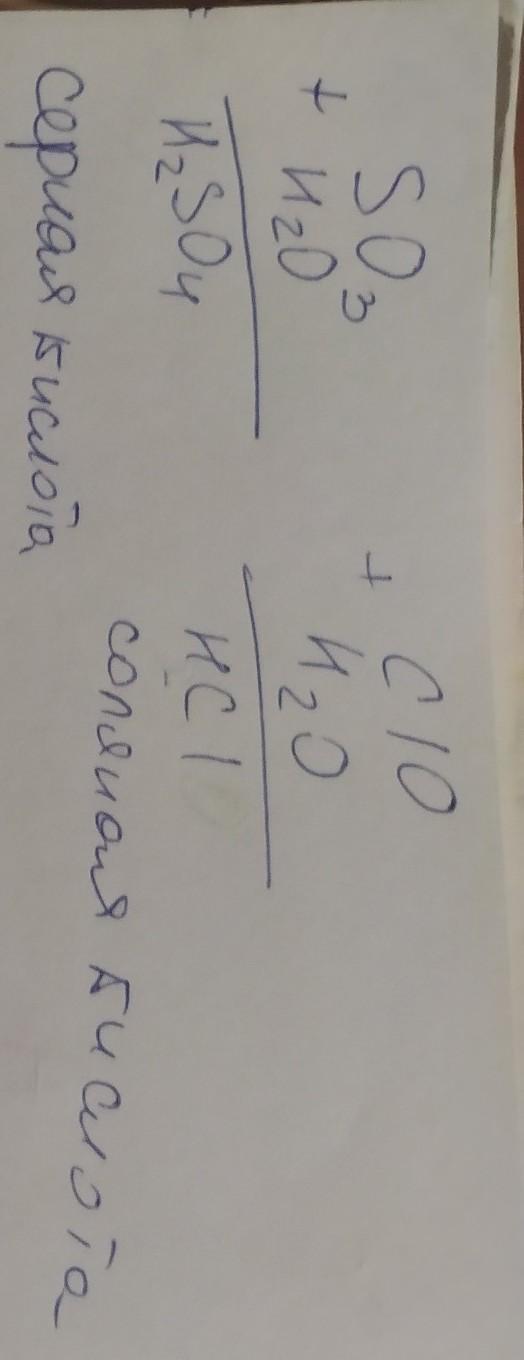 SO₃
+ H₂O
H₂SO₄
Серная кислота
ClO
+ H₂O
HCl
соляная кислота